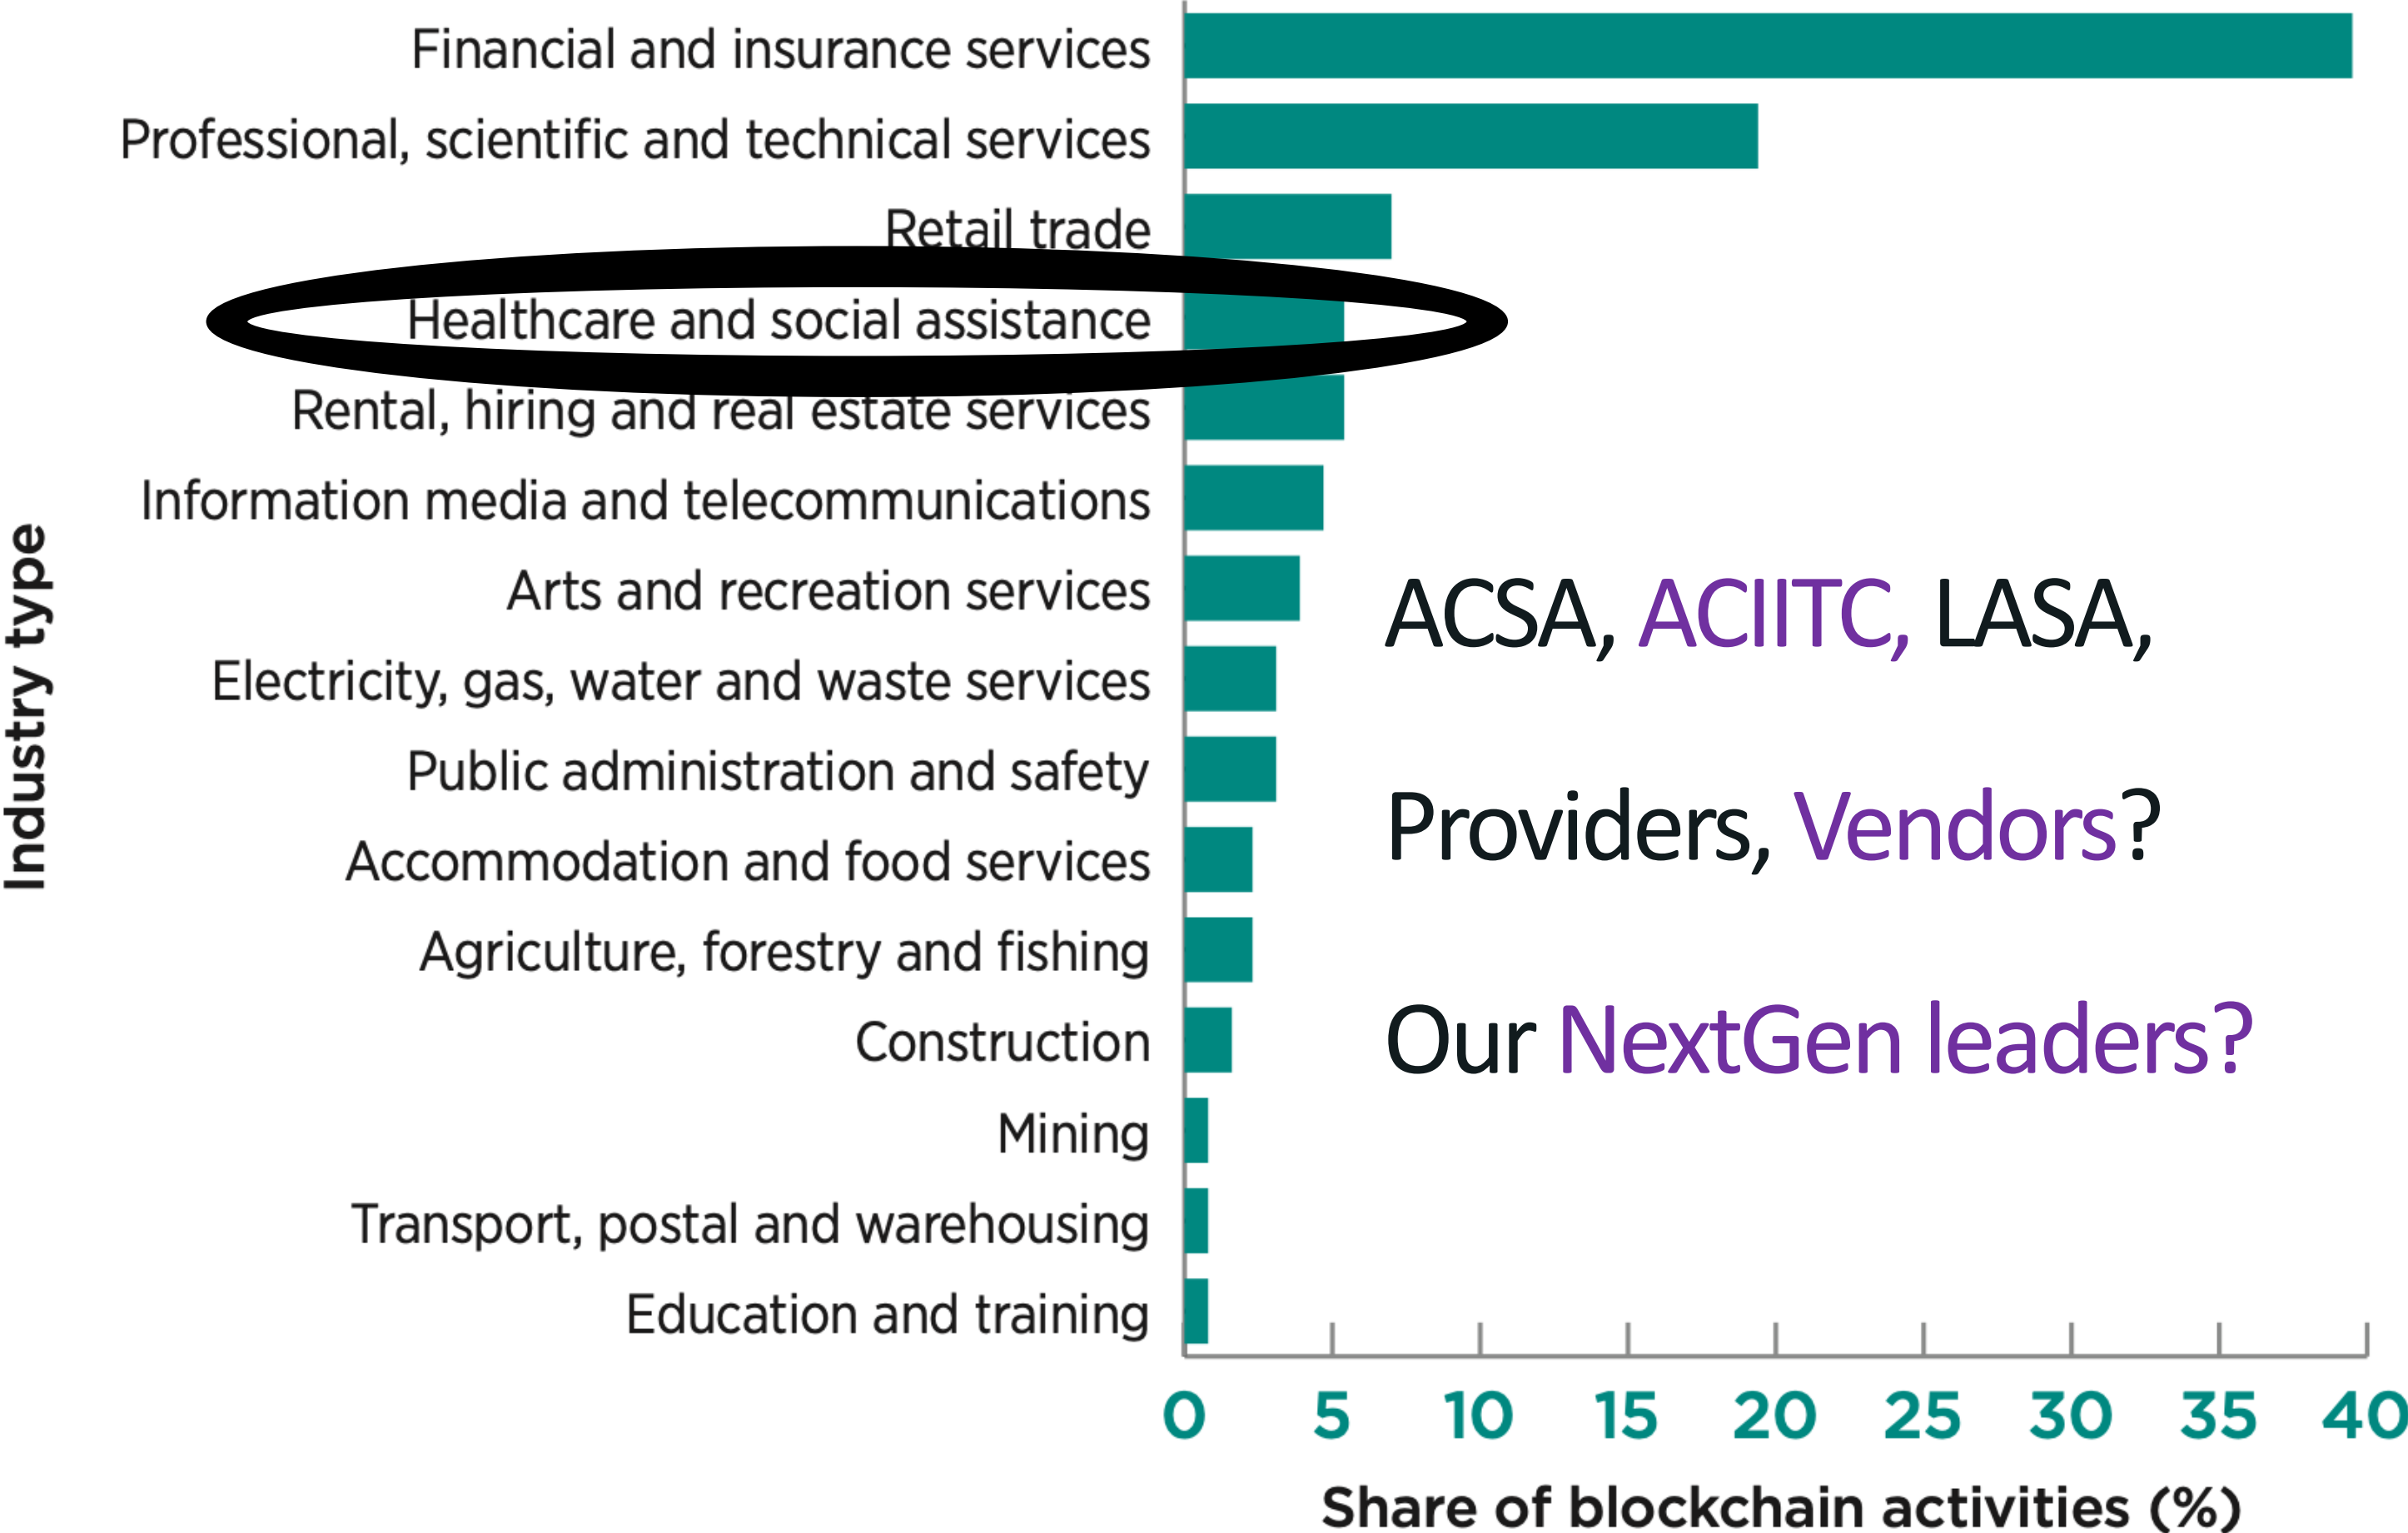 Financial and insurance services
Professional, scientific and technical services
Retail trade
Healthcare and social assistance
Rental, hiring and real estate services
Information media and telecommunications
Arts and recreation services
Electricity, gas, water and waste services
Public administration and safety
Accommodation and food services
Agriculture, forestry and fishing
Construction
Mining
Transport, postal and warehousing
Education and training
Industry type
ACSA, ACIITC, LASA,
Providers, Vendors?
Our NextGen leaders?
0 5 10 15 20 25 30 35 40
Share of blockchain activities (%)